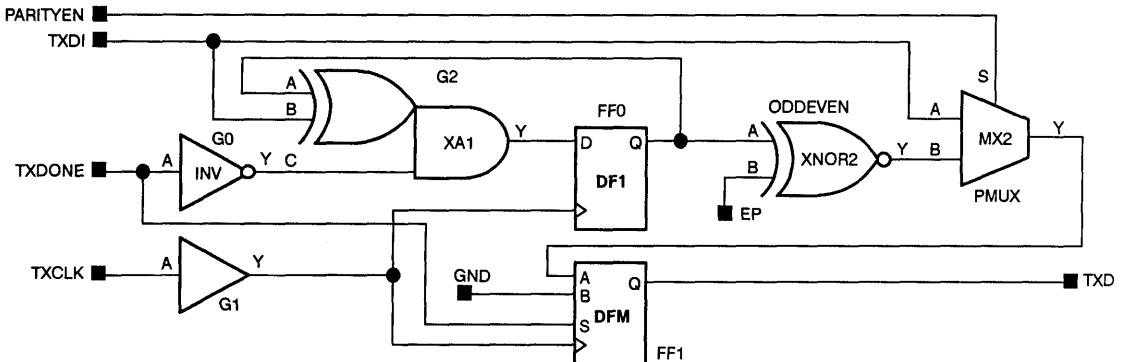 PARITYEN
TXDI
S
G2
A
B
FF0
ODDEVEN
A
MX2
Y
G0
XA1
Y
D Q
A
XNOR2
Y B
TXDONE
A
INV
Y C
DF1
B
PMUX
EP
TXCLK
A
Y
GND
A Q
TXD
B
G1
DFM
S
FF1